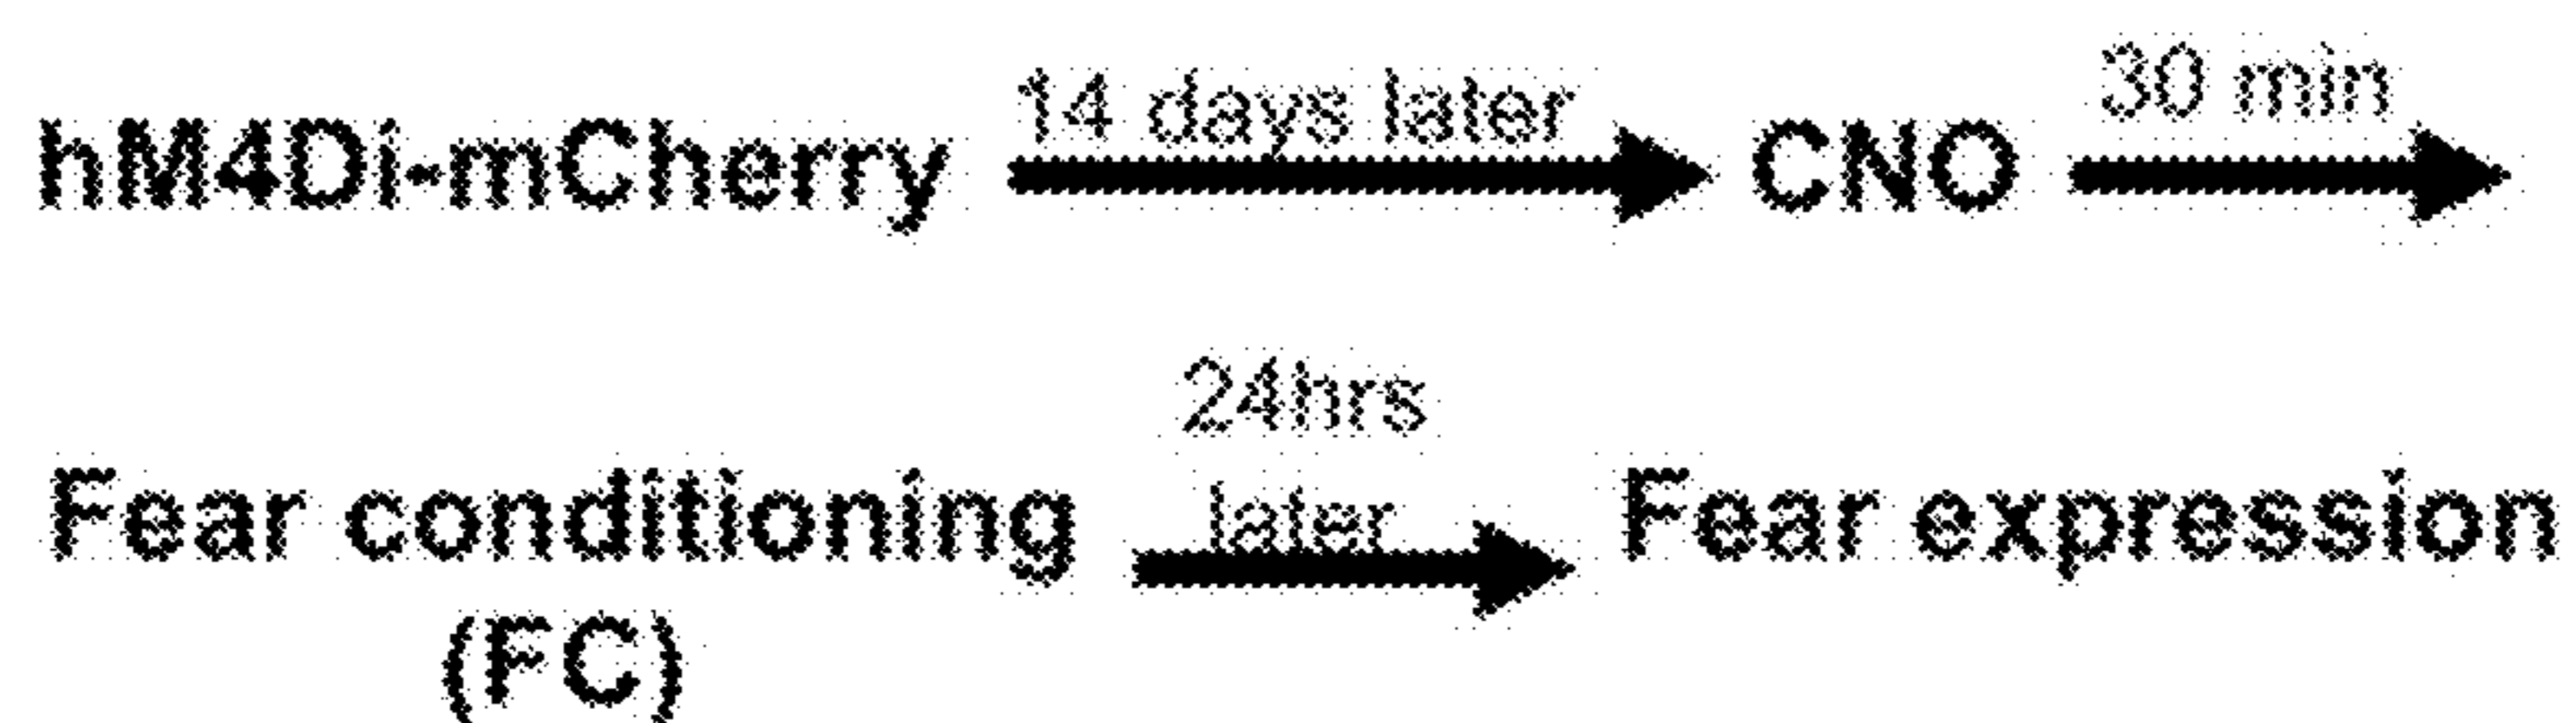 hM4Di-mCherry 14 days later CNO 30 min
24hrs
Fear conditioning later Fear expression
(FC)